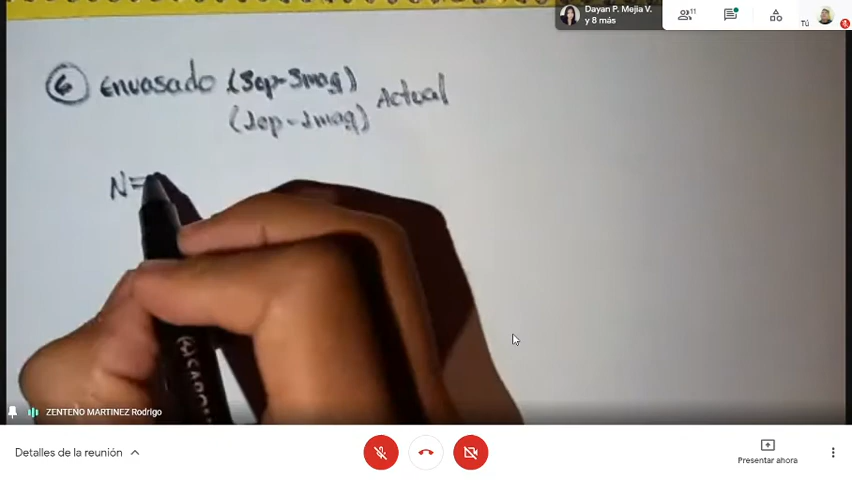 Dayan P. Mejia V.
y 8 más
11
Tú
6 Envasado (3op-3maq)
(2op-2maq) Actual
N=
ZENTENO MARTINEZ Rodrigo
Detalles de la reunión
Presentar ahora